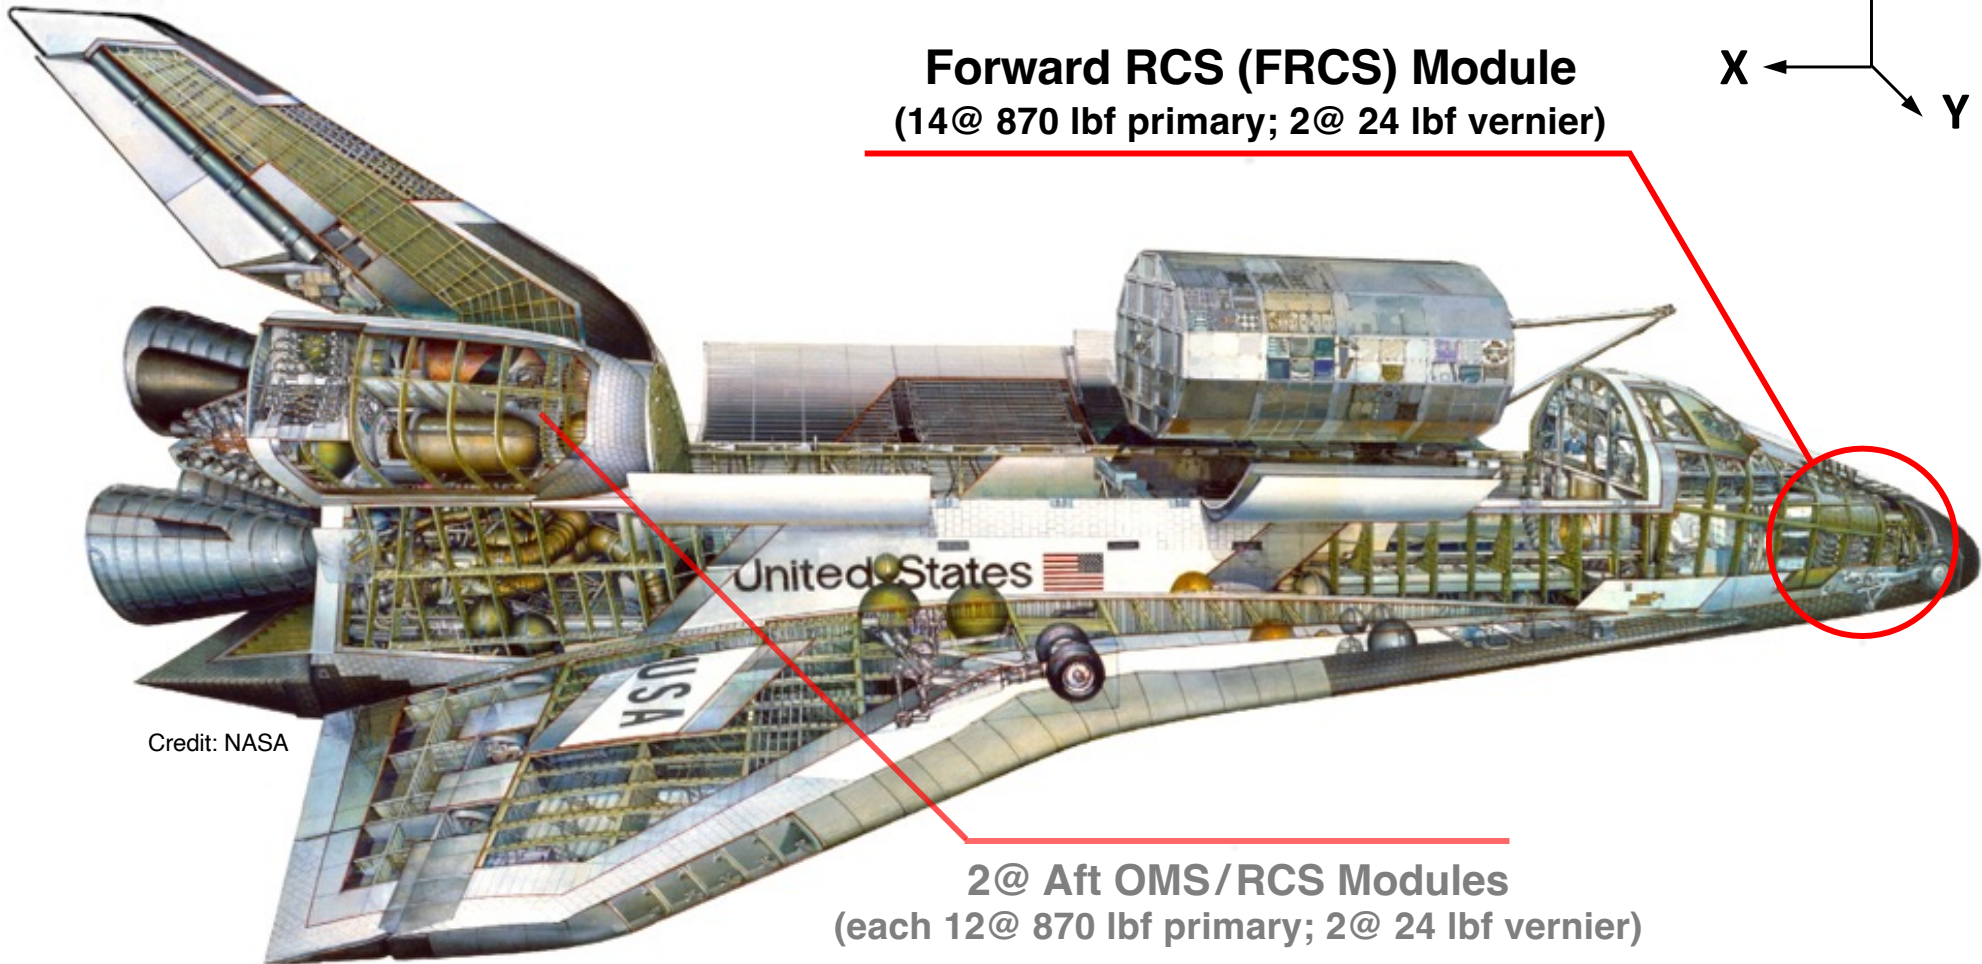 Forward RCS (FRCS) Module
(14@ 870 lbf primary; 2@ 24 lbf vernier)
X
Y
United States
USA
Credit: NASA
2@ Aft OMS/RCS Modules
(each 12@ 870 lbf primary; 2@ 24 lbf vernier)